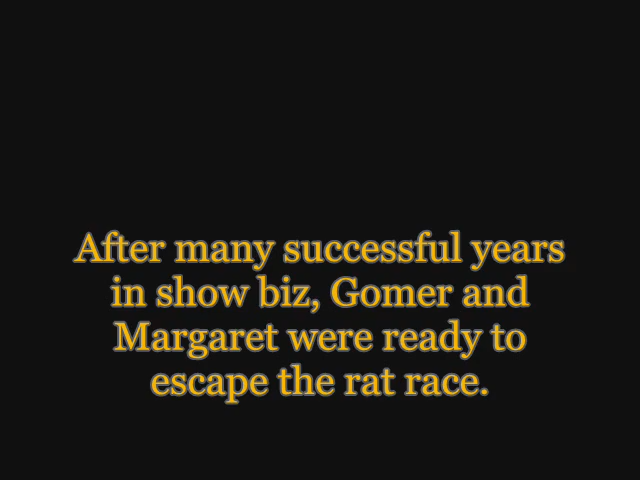 After many successful years
in show biz, Gomer and
Margaret were ready to
escape the rat race.